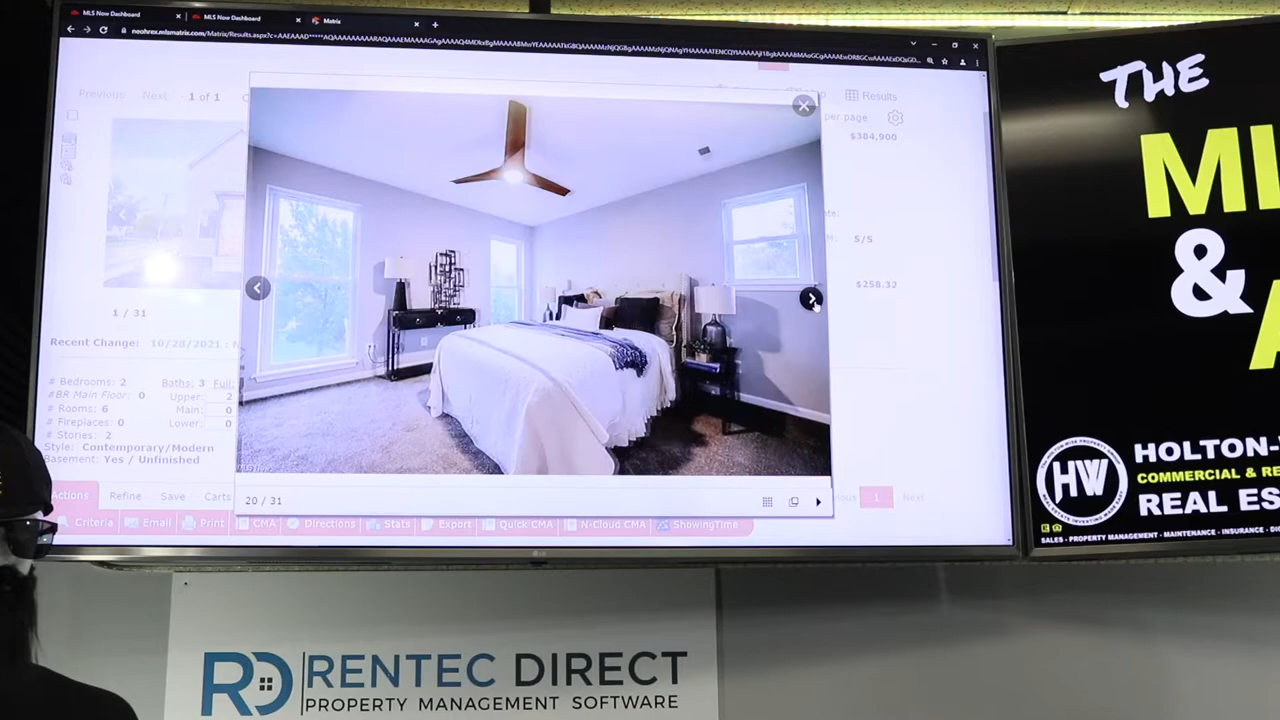 MLS Now Dashboard
MLS Now Dashboard
Matrix
Previous Next · 1 of 1
Results
per page
$384,900
5/5
$258.32
1 / 31
Recent Change: 10/28/2021 :
# Bedrooms: 2 Baths: 3 Full:
#BR Main Floor: 0 Upper: 2
# Rooms: 6 Main: 0
# Fireplaces: 0 Lower: 0
# Stories: 2
Style: Contemporary/Modern
Basement: Yes / Unfinished
20 / 31
Actions Refine Save Carts
1 Next
Criteria Email Print CMA Directions Stats Export Quick CMA N-Cloud CMA ShowingTime
LG
THE
&
HW
HOLTON-
COMMERCIAL & RE
REAL ES
SALES - PROPERTY MANAGEMENT - MAINTENANCE - INSURANCE -
RD RENTEC DIRECT
PROPERTY MANAGEMENT SOFTWARE